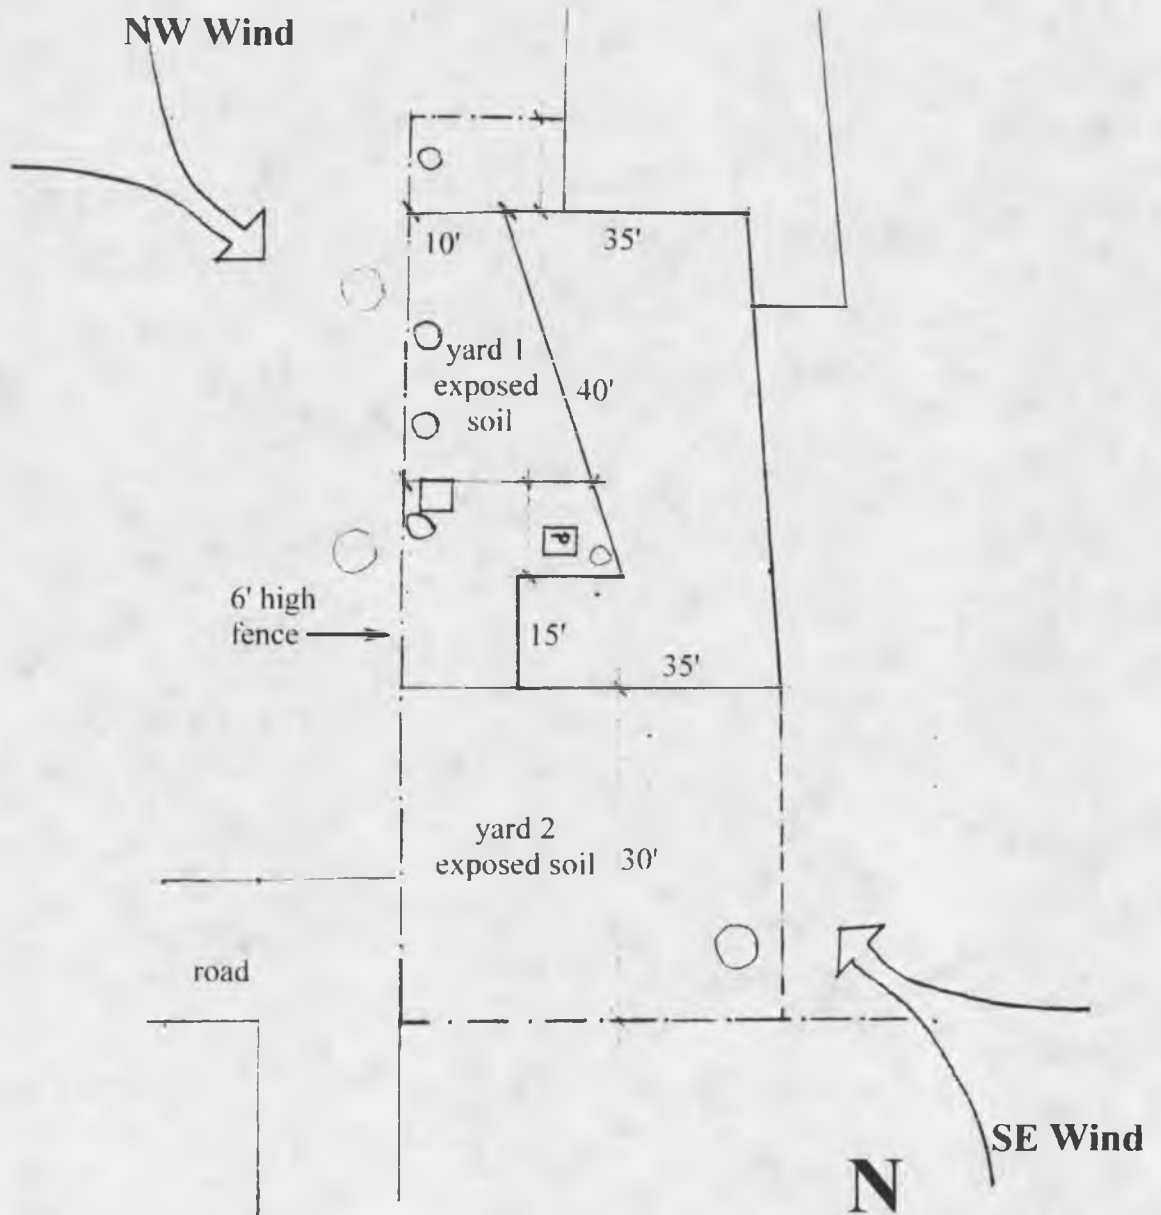 NW Wind
10'
35'
yard 1
exposed
soil
40'
P
6' high
fence
15'
35'
yard 2
exposed soil
30'
road
SE Wind
N